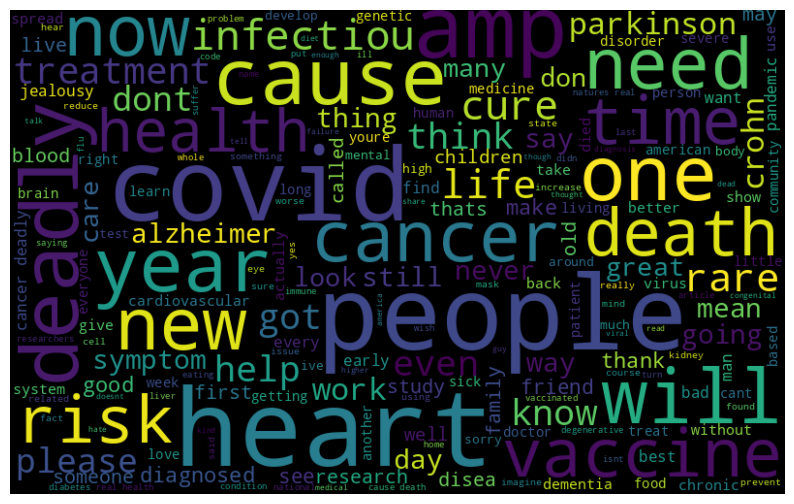 spread
problem
hear
now
develop
genetic
infectiou
amp
parkinson
may
live
diet
put
enough
ill
disorder
severe
use
treatment
code
suffer
cause
many
don
need
jealousy
reduce
dont
medicine
cure
natures real
person
want
community pandemic
talk
flu
health
thing
human
state
time
crohn
youre
think
say
died
last
diagnosis
mane
tell
failure
american
body
blood
right
mental
called
children
though
didn
whole
something
high
take
yes
life
one
show
brain
learn
long
find
increase
thought
dead
deadly
care
covid
worse
share
thats
make
living
better
saying
test
alzheimer
actually
old
around
little
cancer deadly
everyone
eye
sure
immune
cancer
death
year
look
still
never
great
rare
virus
really
researchers
cardiovascular
america
mask
back
patient
mind
article
congenital
give
cell
every
wish
much
viral
read
mean
new
got
people
going
based
symptom
issue
early
even
way
thank
kidney
system
good
help
ive
guy
man
week
eating
higher
course
turn
will
related
doesnt
liver
first
getting
work
study
using
sick
friend
family
vaccinated
found
bad
cant
risk
heart
know
fact
hate
kind
said
another
well
home
sorry
doctor
degenerative
treat
isnt
without
please
love
day
vaccine
best
someone
diagnosed
see
research
disea
dementia
imagine
food
chronic
prevent
diabetes
real health
condition
national
medical
cause death